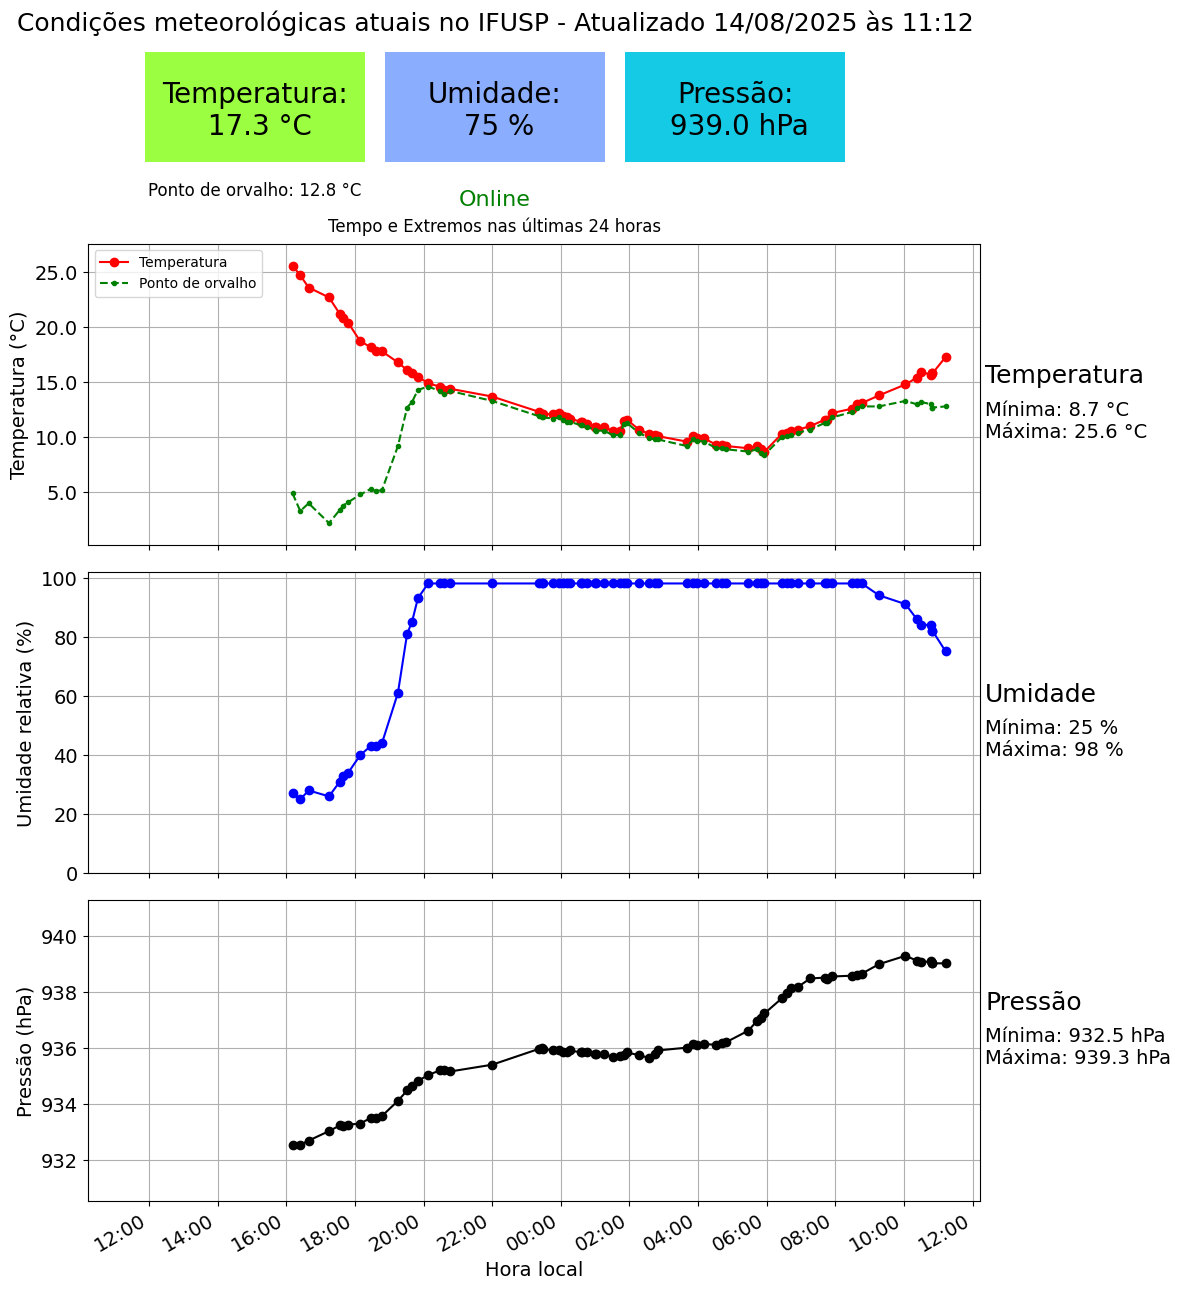 Condições meteorológicas atuais no IFUSP - Atualizado 14/08/2025 às 11:12
Temperatura:
17.3 °C
Umidade:
75 %
Pressão:
939.0 hPa
Ponto de orvalho: 12.8 °C
Online
Tempo e Extremos nas últimas 24 horas
Temperatura
Ponto de orvalho
25.0
20.0
15.0
10.0
5.0
Temperatura (°C)
Temperatura
Mínima: 8.7 °C
Máxima: 25.6 °C
100
80
60
40
20
0
Umidade relativa (%)
Umidade
Mínima: 25 %
Máxima: 98 %
940
938
936
934
932
Pressão (hPa)
Pressão
Mínima: 932.5 hPa
Máxima: 939.3 hPa
12:00 14:00 16:00 18:00 20:00 22:00 00:00 02:00 04:00 06:00 08:00 10:00 12:00
Hora local